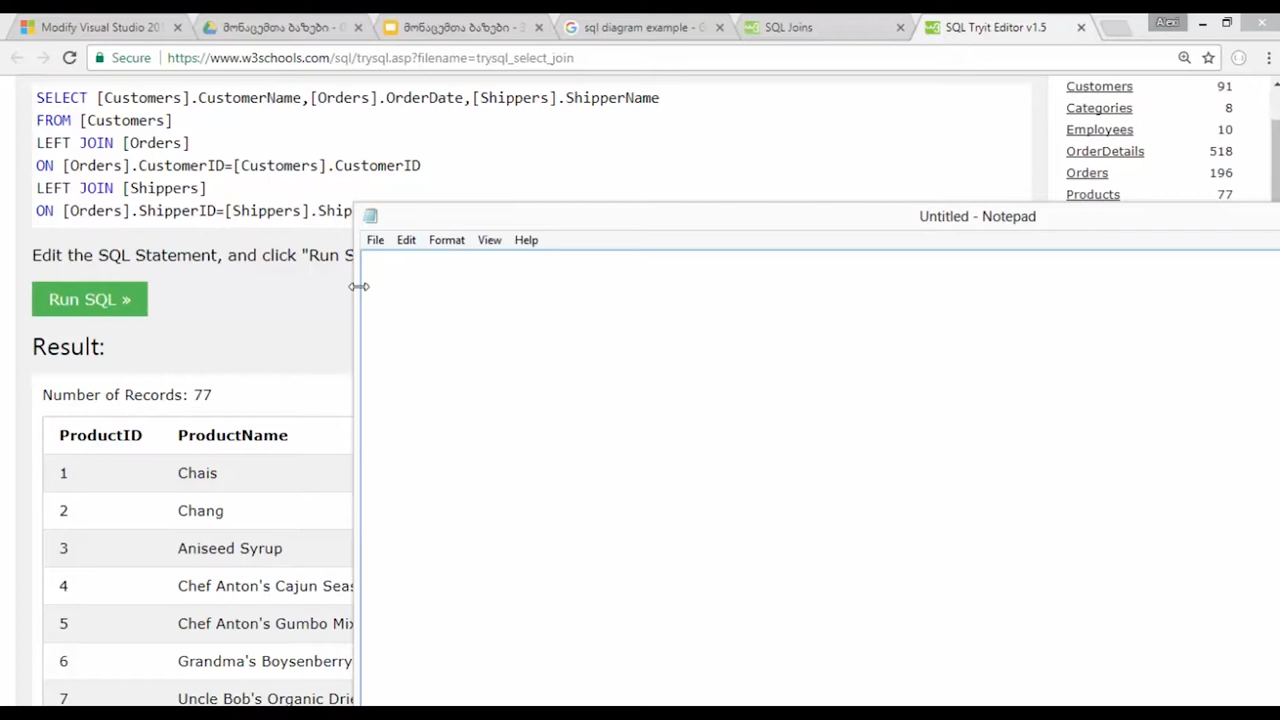 Modify Visual Studio 201
მონაცემთა ბაზები - G
მონაცემთა ბაზები - 3
sql diagram example - G
SQL Joins
SQL Tryit Editor v1.5
Alexi
Secure
https://www.w3schools.com/sql/trysql.asp?filename=trysql_select_join
SELECT [Customers].CustomerName,[Orders].OrderDate,[Shippers].ShipperName
FROM [Customers]
LEFT JOIN [Orders]
ON [Orders].CustomerID=[Customers].CustomerID
LEFT JOIN [Shippers]
ON [Orders].ShipperID=[Shippers].Ship
Customers 91
Categories 8
Employees 10
OrderDetails 518
Orders 196
Products 77
Edit the SQL Statement, and click "Run S
Run SQL »
Result:
Number of Records: 77
ProductID ProductName
1 Chais
2 Chang
3 Aniseed Syrup
4 Chef Anton's Cajun Seas
5 Chef Anton's Gumbo Mix
6 Grandma's Boysenberry
7 Uncle Bob's Organic Drie
Untitled - Notepad
File Edit Format View Help